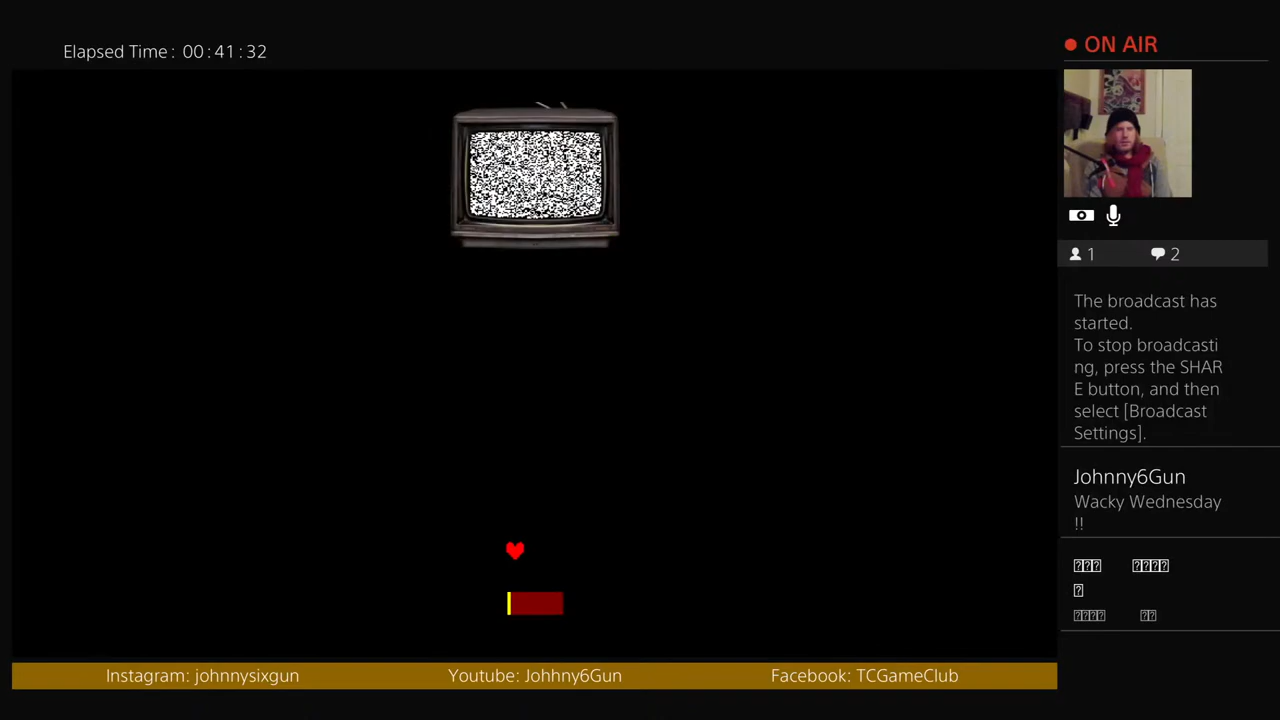 Elapsed Time: 00:41:32
ON AIR
1 2
The broadcast has
started.
To stop broadcasti
ng, press the SHAR
E button, and then
select [Broadcast
Settings].
Johnny6Gun
Wacky Wednesday
!!
Instagram: johnnysixgun Youtube: Johhny6Gun Facebook: TCGameClub